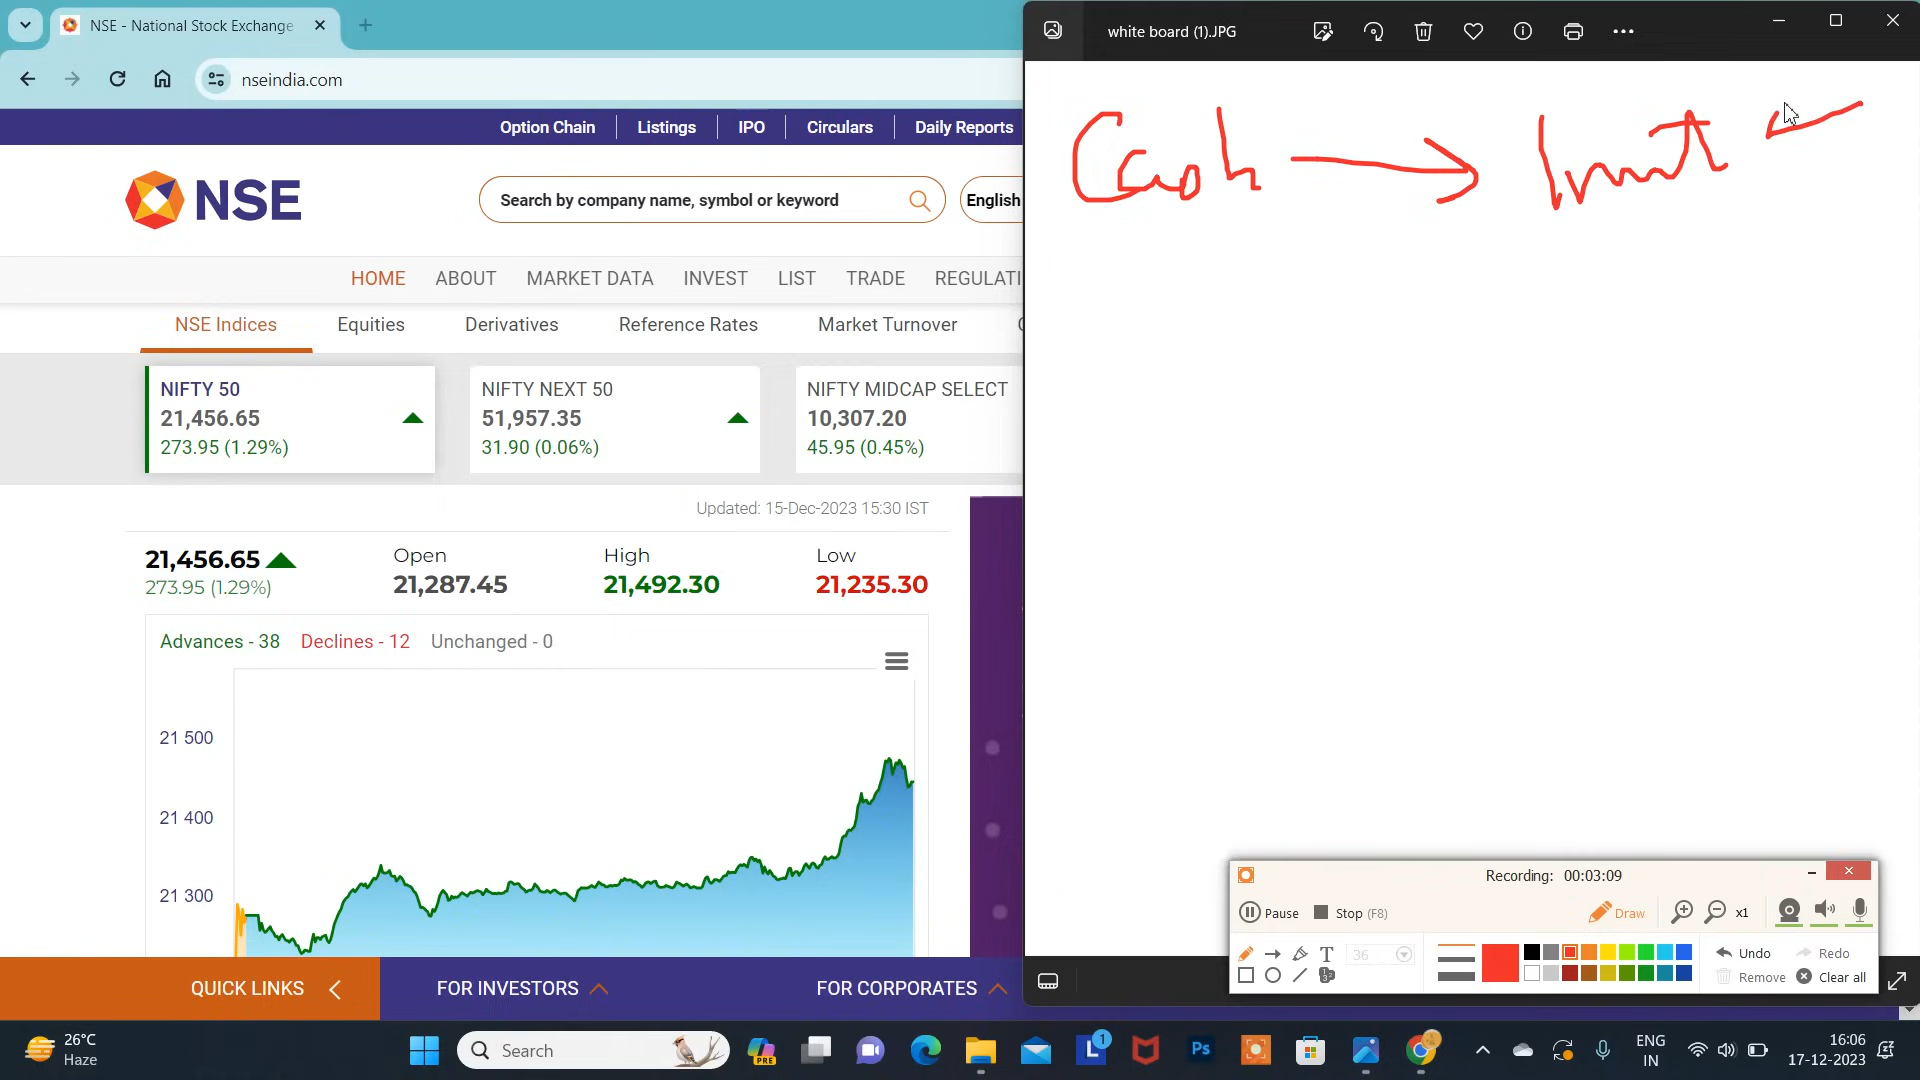 NSE - National Stock Exchange
nseindia.com
white board (1).JPG
Option Chain | Listings | IPO | Circulars | Daily Reports
NSE
Search by company name, symbol or keyword
English
HOME ABOUT MARKET DATA INVEST LIST TRADE REGULATI
NSE Indices Equities Derivatives Reference Rates Market Turnover
NIFTY 50
21,456.65
273.95 (1.29%)
NIFTY NEXT 50
51,957.35
31.90 (0.06%)
NIFTY MIDCAP SELECT
10,307.20
45.95 (0.45%)
Updated: 15-Dec-2023 15:30 IST
21,456.65
273.95 (1.29%)
Open
21,287.45
High
21,492.30
Low
21,235.30
Advances - 38 Declines - 12 Unchanged - 0
21 500
21 400
21 300
QUICK LINKS FOR INVESTORS FOR CORPORATES
Cash
Recording: 00:03:09
Pause Stop (F8) Draw x1
T 36 Undo Redo
Remove Clear all
26°C
Haze
Search
PRE
L 1
Ps
ENG
IN
16:06
17-12-2023